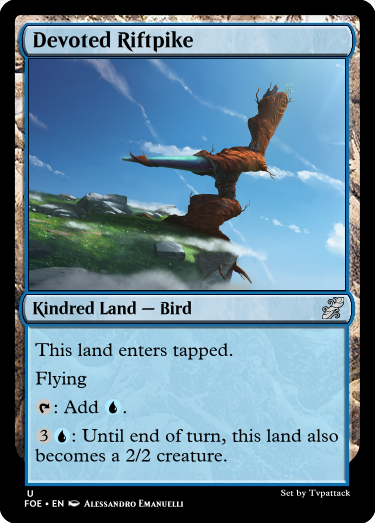 Devoted Riftpike
Kindred Land — Bird
This land enters tapped.
Flying
: Add .
3 : Until end of turn, this land also
becomes a 2/2 creature.
U
FOE • EN Alessandro Emanuelli
Set by Tvpattack